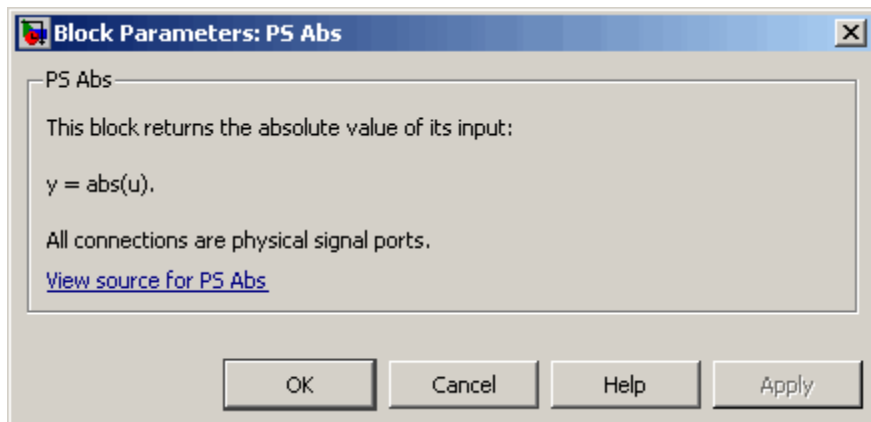 Block Parameters: PS Abs
PS Abs
This block returns the absolute value of its input:
y = abs(u).
All connections are physical signal ports.
View source for PS Abs
OK Cancel Help Apply